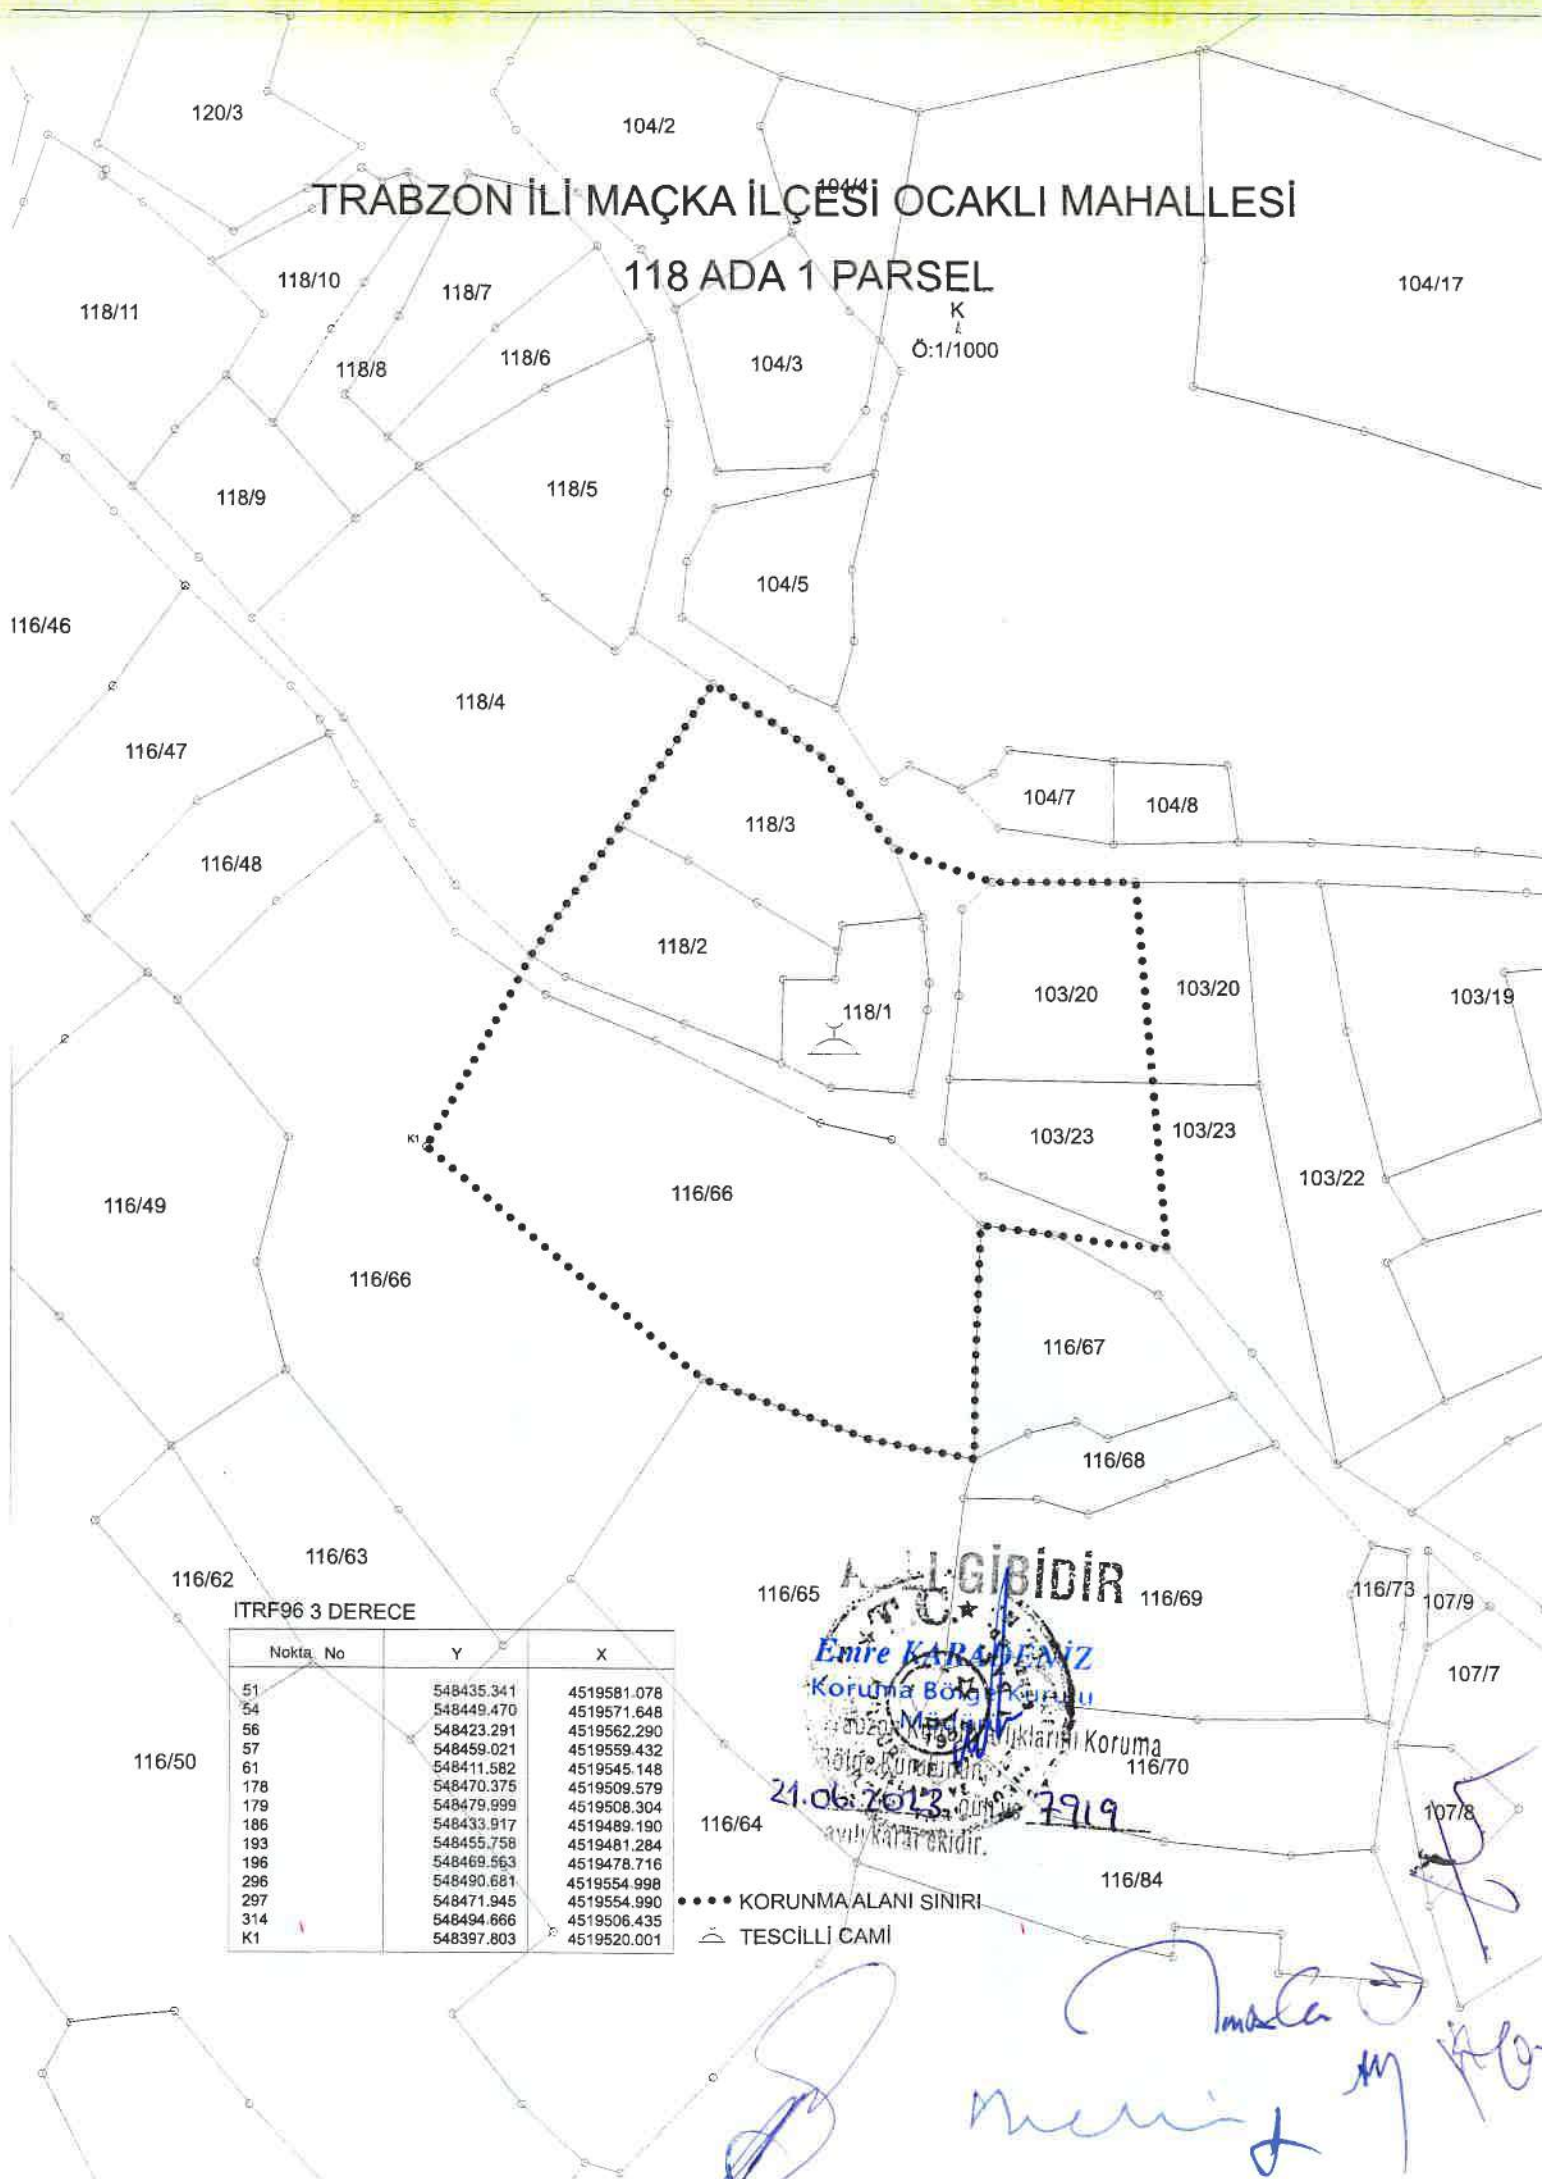 120/3
104/2
104/4
TRABZON İLİ MAÇKA İLÇESİ OCAKLI MAHALLESİ
118 ADA 1 PARSEL
K
Ö:1/1000
118/10
118/7
104/17
118/11
118/6
118/8
104/3
118/5
118/9
104/5
116/46
118/4
116/47
104/7
104/8
118/3
116/48
118/2
103/20
103/20
103/19
118/1
103/23
103/23
K1
103/22
116/66
116/49
116/66
116/67
116/68
116/63
116/62
116/65
GİBİDİR
116/69
116/73
107/9
ITRF96 3 DERECE
Nokta No Y X
51 548435.341 4519581.078
54 548449.470 4519571.648
56 548423.291 4519562.290
57 548459.021 4519559.432
61 548411.582 4519545.148
178 548470.375 4519509.579
179 548479.999 4519508.304
186 548433.917 4519489.190
193 548455.758 4519481.284
196 548469.563 4519478.716
296 548490.681 4519554.998
297 548471.945 4519554.990
314 548494.666 4519506.435
K1 548397.803 4519520.001
T.C.
Emre KARADENİZ
Koruma Bölge Kurulu
Müdürü
107/7
Koruma
116/50
116/70
21.06.2023 7919
107/8
116/64
116/84
KORUNMA ALANI SINIRI
TESCİLLİ CAMİ